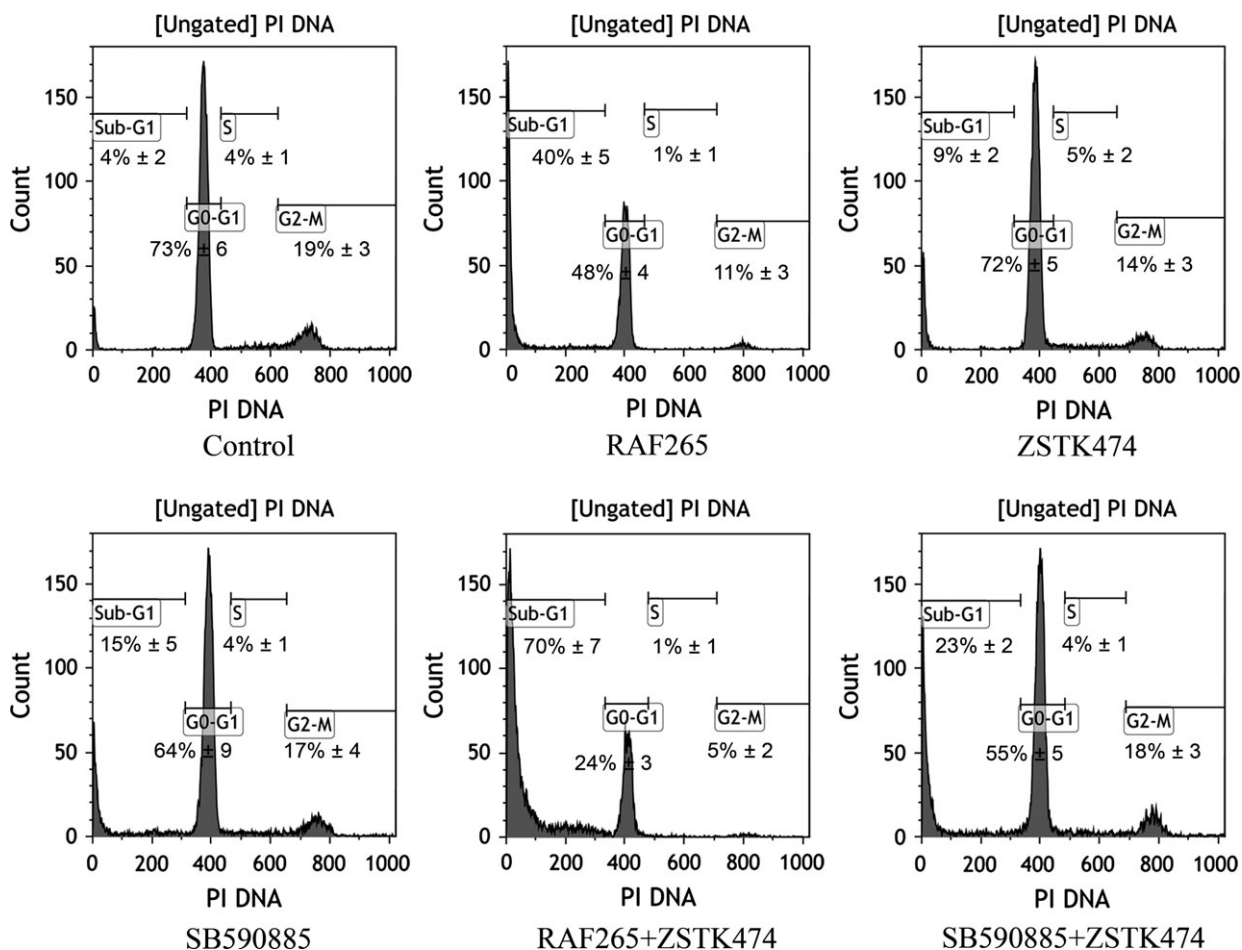 [Ungated] PI DNA
150
100
50
0
Count
Sub-G1
4% ± 2
S
4% ± 1
G0-G1
73% ± 6
G2-M
19% ± 3
0 200 400 600 800 1000
PI DNA
Control
[Ungated] PI DNA
150
100
50
0
Count
Sub-G1
40% ± 5
S
1% ± 1
G0-G1
48% ± 4
G2-M
11% ± 3
0 200 400 600 800 1000
PI DNA
RAF265
[Ungated] PI DNA
150
100
50
0
Count
Sub-G1
9% ± 2
S
5% ± 2
G0-G1
72% ± 5
G2-M
14% ± 3
0 200 400 600 800 1000
PI DNA
ZSTK474
[Ungated] PI DNA
150
100
50
0
Count
Sub-G1
15% ± 5
S
4% ± 1
G0-G1
64% ± 9
G2-M
17% ± 4
0 200 400 600 800 1000
PI DNA
SB590885
[Ungated] PI DNA
150
100
50
0
Count
Sub-G1
70% ± 7
S
1% ± 1
G0-G1
24% ± 3
G2-M
5% ± 2
0 200 400 600 800 1000
PI DNA
RAF265+ZSTK474
[Ungated] PI DNA
150
100
50
0
Count
Sub-G1
23% ± 2
S
4% ± 1
G0-G1
55% ± 5
G2-M
18% ± 3
0 200 400 600 800 1000
PI DNA
SB590885+ZSTK474